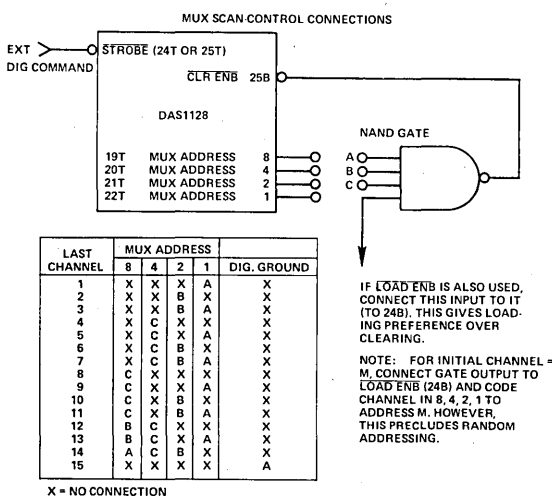 MUX SCAN-CONTROL CONNECTIONS
EXT
DIG COMMAND
STROBE (24T OR 25T)
CLR ENB 25B
DAS1128
NAND GATE
19T MUX ADDRESS 8
20T MUX ADDRESS 4
21T MUX ADDRESS 2
22T MUX ADDRESS 1
A
B
C
LAST CHANNEL MUX ADDRESS DIG. GROUND
8 4 2 1
1 X X X A X
2 X X B X X
3 X X B A X
4 X C X X X
5 X C X A X
6 X C B X X
7 X C B A X
8 C X X X X
9 C X X A X
10 C X B X X
11 C X B A X
12 B C X X X
13 B C X A X
14 A C B X X
15 X X X X A
X = NO CONNECTION
IF LOAD ENB IS ALSO USED,
CONNECT THIS INPUT TO IT
(TO 24B). THIS GIVES LOAD-
ING PREFERENCE OVER
CLEARING.
NOTE: FOR INITIAL CHANNEL =
M, CONNECT GATE OUTPUT TO
LOAD ENB (24B) AND CODE
CHANNEL IN 8, 4, 2, 1 TO
ADDRESS M. HOWEVER,
THIS PRECLUDES RANDOM
ADDRESSING.